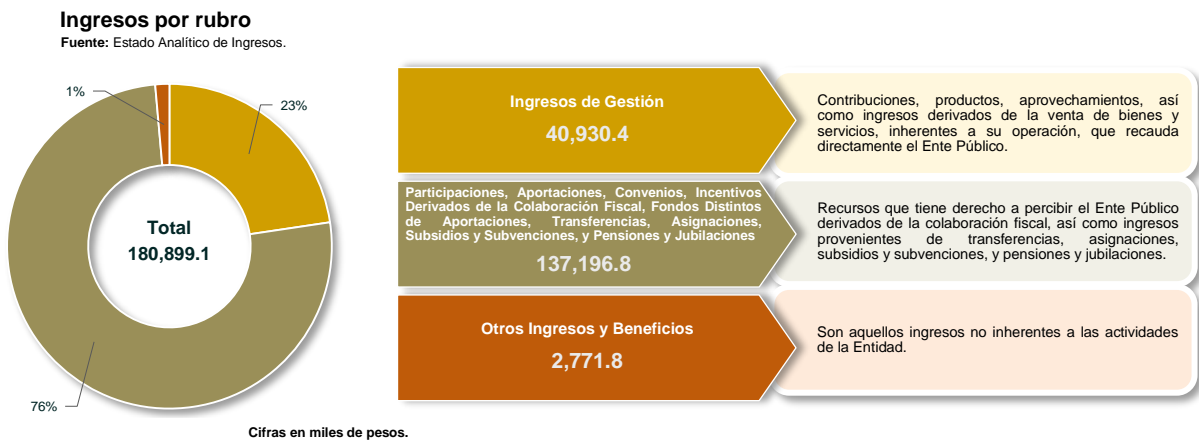 Ingresos por rubro
Fuente: Estado Analítico de Ingresos.
1%
23%
Total
180,899.1
76%
Ingresos de Gestión
40,930.4
Contribuciones, productos, aprovechamientos, así
como ingresos derivados de la venta de bienes y
servicios, inherentes a su operación, que recauda
directamente el Ente Público.
Participaciones, Aportaciones, Convenios, Incentivos
Derivados de la Colaboración Fiscal, Fondos Distintos
de Aportaciones, Transferencias, Asignaciones,
Subsidios y Subvenciones, y Pensiones y Jubilaciones
137,196.8
Recursos que tiene derecho a percibir el Ente Público
derivados de la colaboración fiscal, así como ingresos
provenientes de transferencias, asignaciones,
subsidios y subvenciones, y pensiones y jubilaciones.
Otros Ingresos y Beneficios
2,771.8
Son aquellos ingresos no inherentes a las actividades
de la Entidad.
Cifras en miles de pesos.